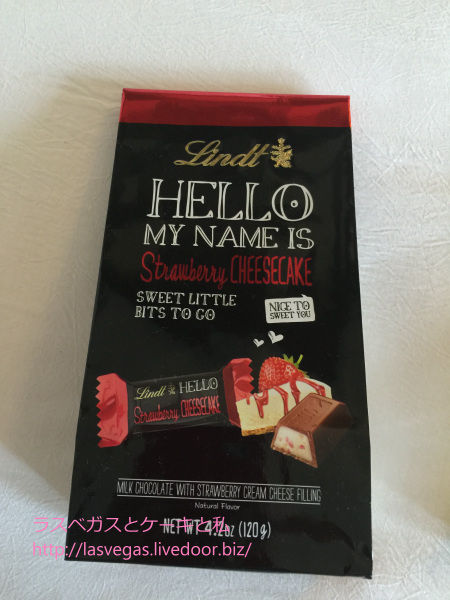 Lindt
HELLO
MY NAME IS
Strawberry CHEESECAKE
SWEET LITTLE
BITS TO GO
NICE TO
SWEET YOU
Lindt HELLO
Strawberry CHEESECAKE
MILK CHOCOLATE WITH STRAWBERRY CREAM CHEESE FILLING
Natural Flavor
NET WT 4.2oz (120g)
ラスベガスとケーキと私
http://lasvegas.livedoor.biz/